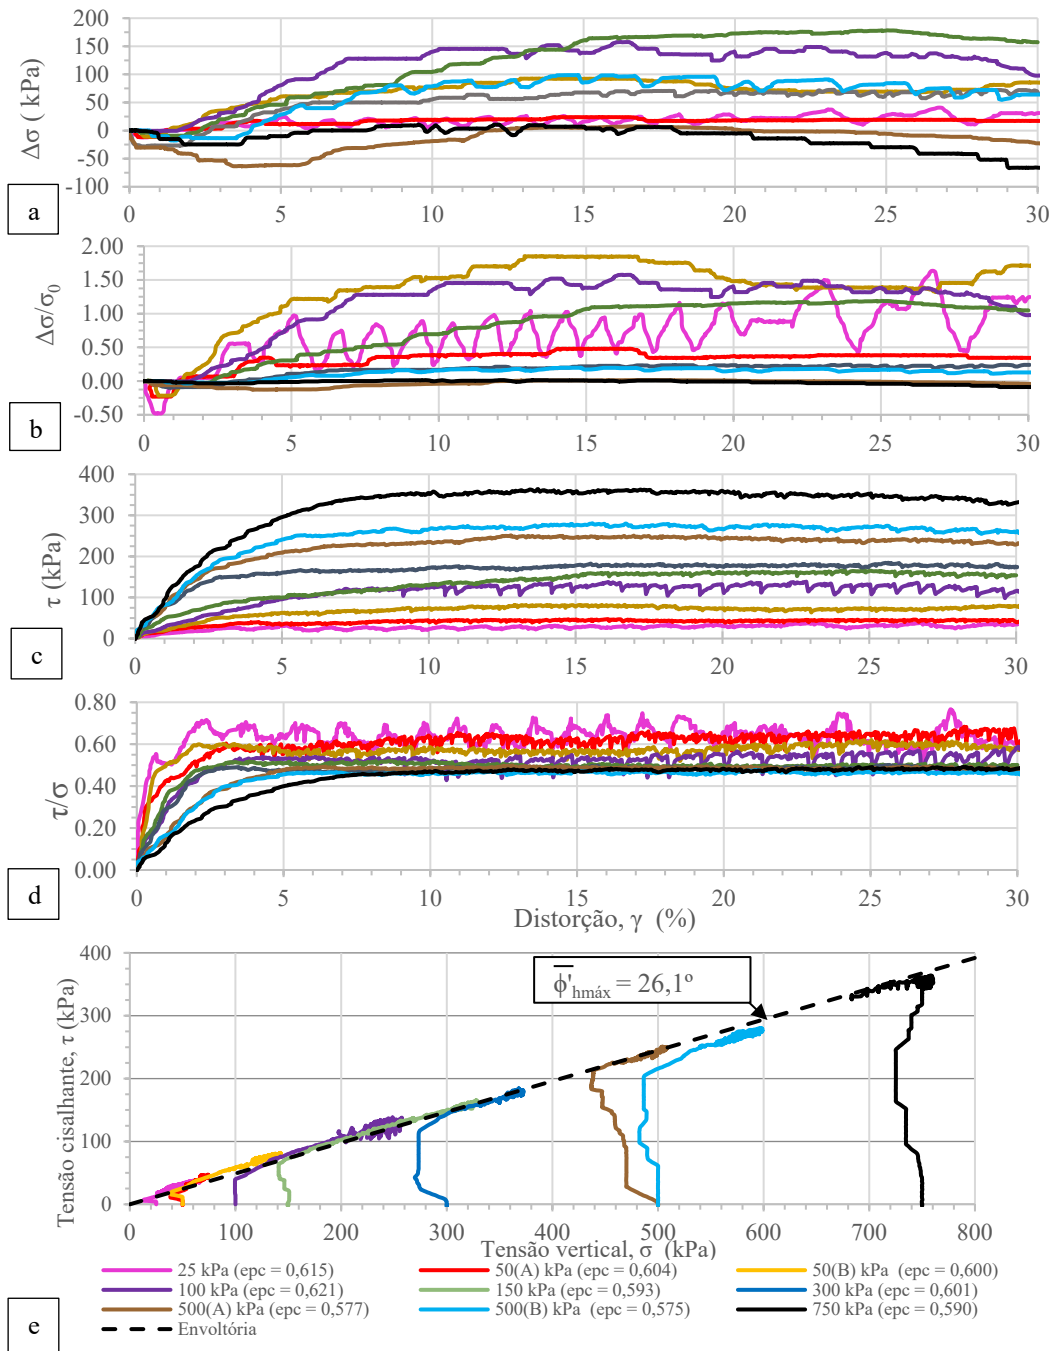 200
150
100
50
0
-50
-100
Δσ ( kPa)
a
0 5 10 15 20 25 30
2.00
1.50
1.00
0.50
0.00
-0.50
Δσ/σ0
b
0 5 10 15 20 25 30
400
300
200
100
0
τ (kPa)
c
0 5 10 15 20 25 30
0.80
0.60
0.40
0.20
0.00
τ/σ
d
0 5 10 15 20 25 30
Distorção, γ (%)
400
300
200
100
0
Tensão cisalhante, τ (kPa)
ϕ'hmáx = 26,1º
0 100 200 300 400 500 600 700 800
Tensão vertical, σ (kPa)
25 kPa (epc = 0,615) 50(A) kPa (epc = 0,604) 50(B) kPa (epc = 0,600)
100 kPa (epc = 0,621) 150 kPa (epc = 0,593) 300 kPa (epc = 0,601)
500(A) kPa (epc = 0,577) 500(B) kPa (epc = 0,575) 750 kPa (epc = 0,590)
Envoltória
e